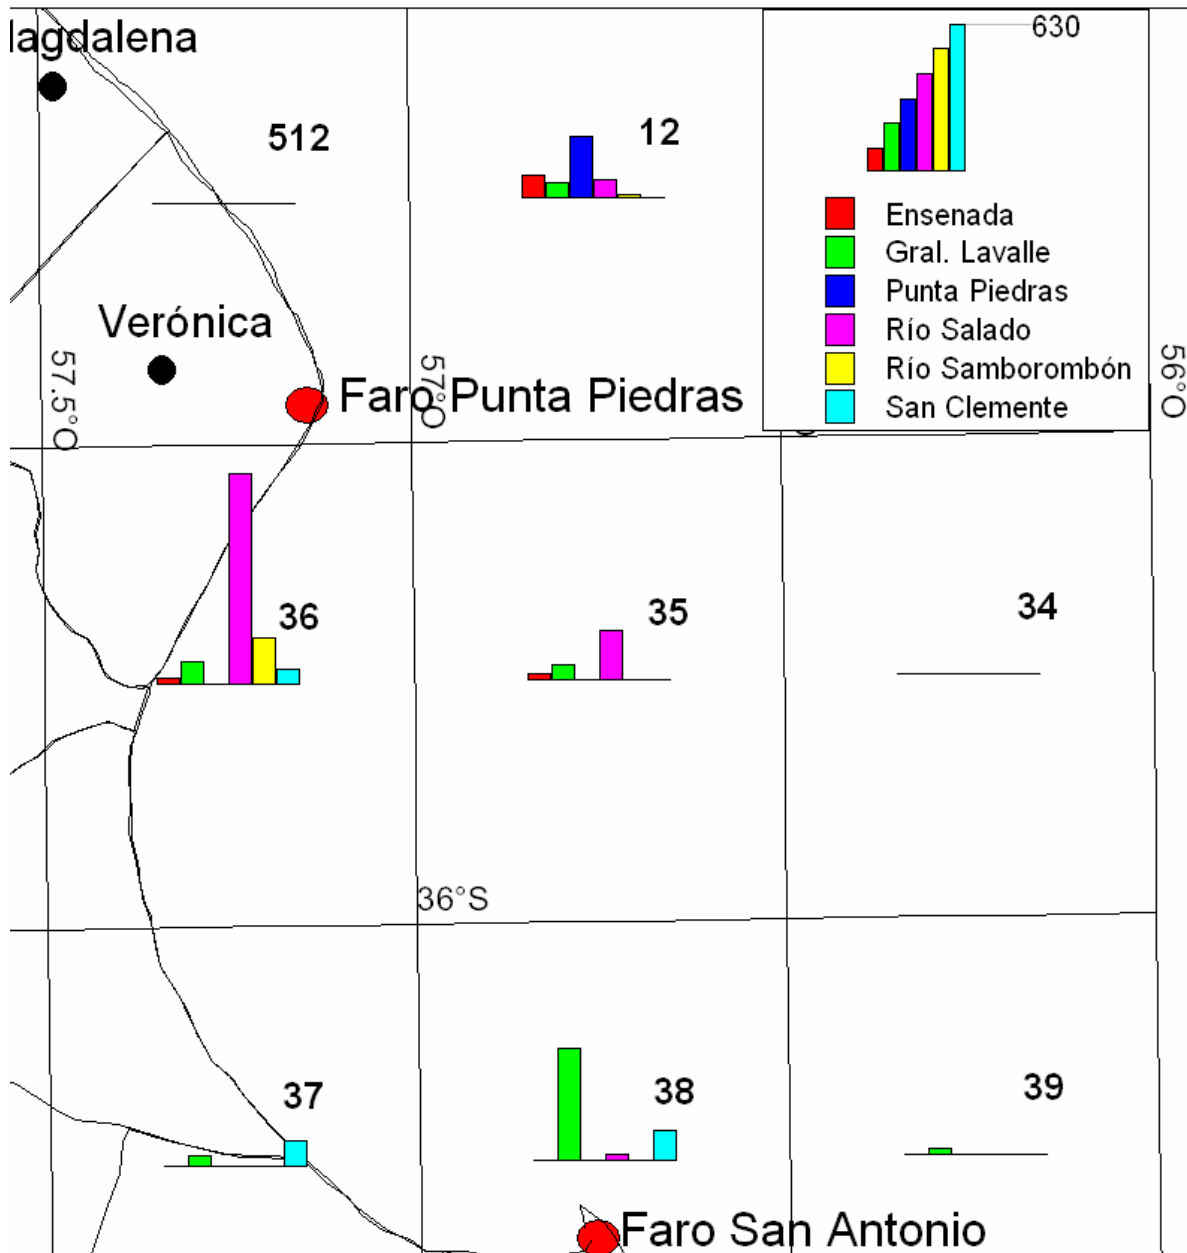 lagdalena
630
512
12
Ensenada
Gral. Lavalle
Punta Piedras
Río Salado
Río Samborombón
San Clemente
Verónica
57.5°O
57°O
56°O
Faro Punta Piedras
36
35
34
36°S
37
38
39
Faro San Antonio